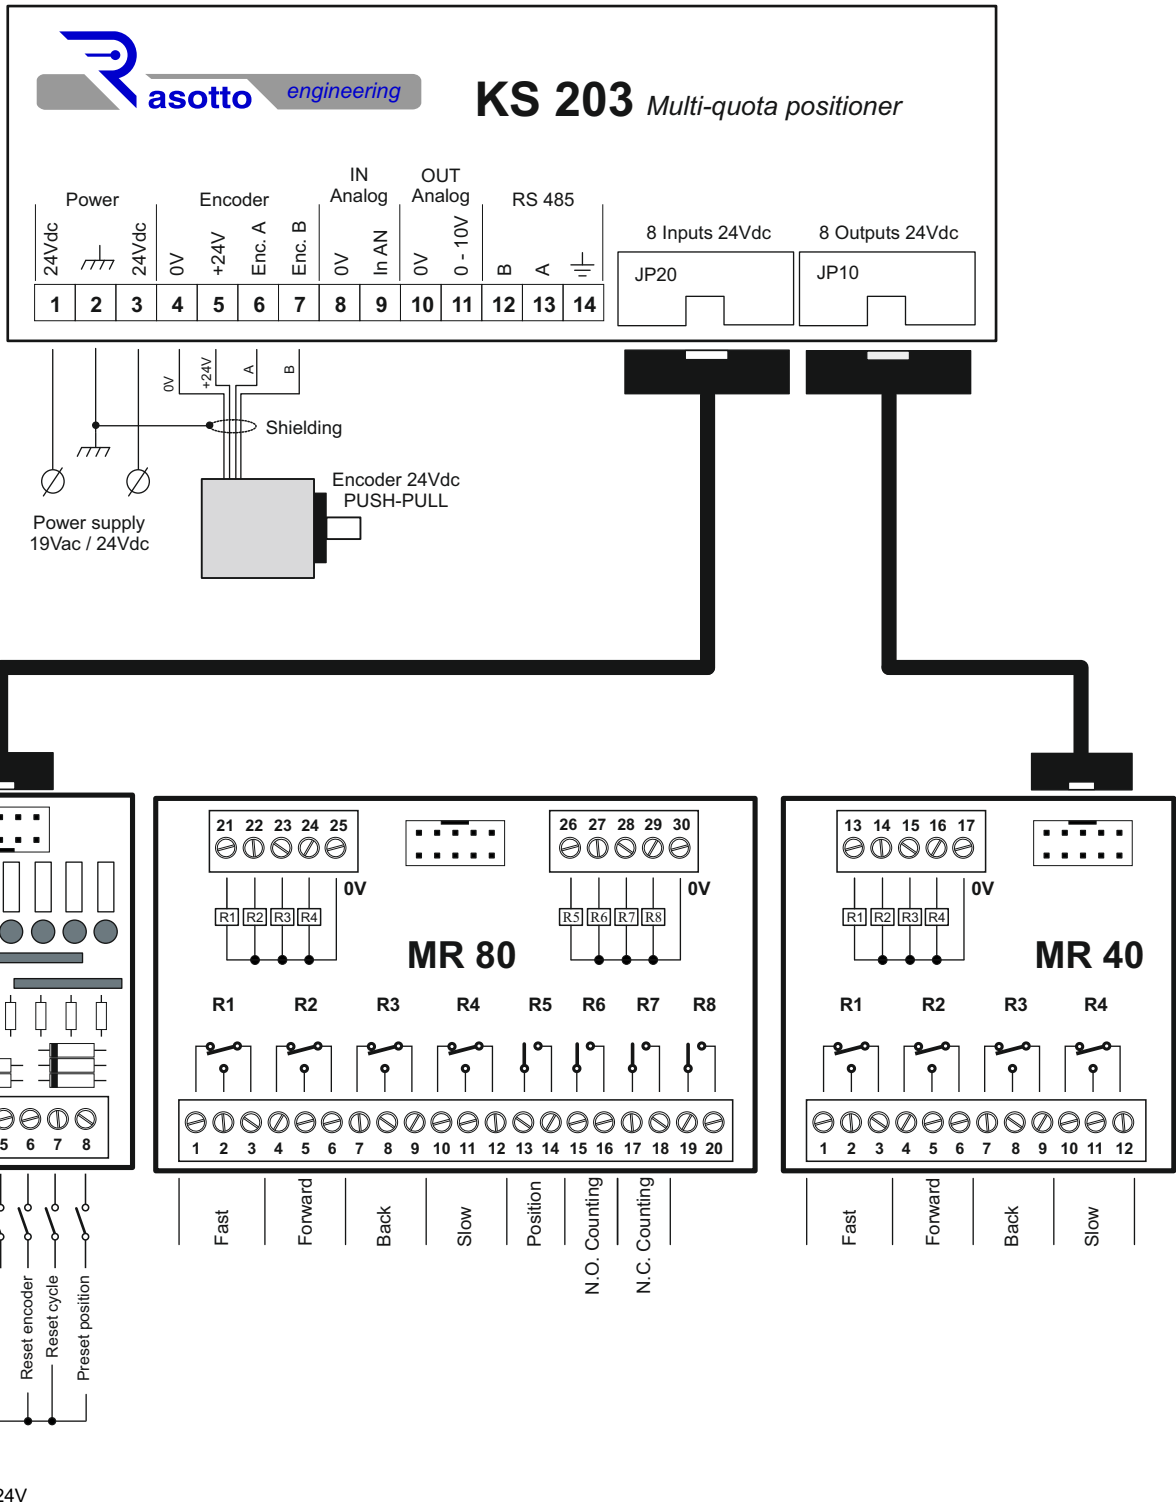 asotto engineering
KS 203 Multi-quota positioner
IN
Analog
OUT
Analog
Power
Encoder
RS 485
24Vdc
24Vdc
0V
+24V
Enc. A
Enc. B
0V
In AN
0V
0 - 10V
B
A
1 2 3 4 5 6 7 8 9 10 11 12 13 14
8 Inputs 24Vdc
JP20
8 Outputs 24Vdc
JP10
0V
+24V
A
B
Shielding
Encoder 24Vdc
PUSH-PULL
Power supply
19Vac / 24Vdc
5 6 7 8
Reset encoder
Reset cycle
Preset position
24V
21 22 23 24 25
0V
R1 R2 R3 R4
26 27 28 29 30
0V
R5 R6 R7 R8
MR 80
R1 R2 R3 R4 R5 R6 R7 R8
1 2 3 4 5 6 7 8 9 10 11 12 13 14 15 16 17 18 19 20
Fast
Forward
Back
Slow
Position
N.O. Counting
N.C. Counting
13 14 15 16 17
0V
R1 R2 R3 R4
MR 40
R1 R2 R3 R4
1 2 3 4 5 6 7 8 9 10 11 12
Fast
Forward
Back
Slow